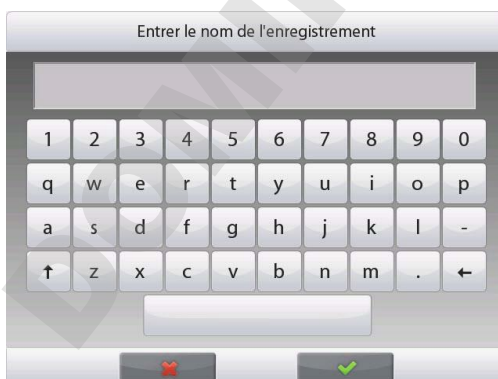 Entrer le nom de l'enregistrement
1 2 3 4 5 6 7 8 9 0
q w e r t y u i o p
a s d f g h j k l -
↑ z x c v b n m . ←